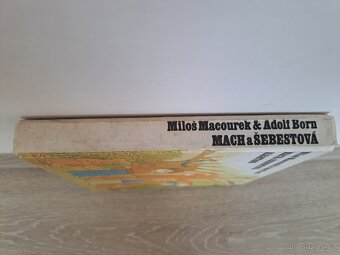 Miloš Macourek & Adolf Born
MACH a ŠEBESTOVÁ